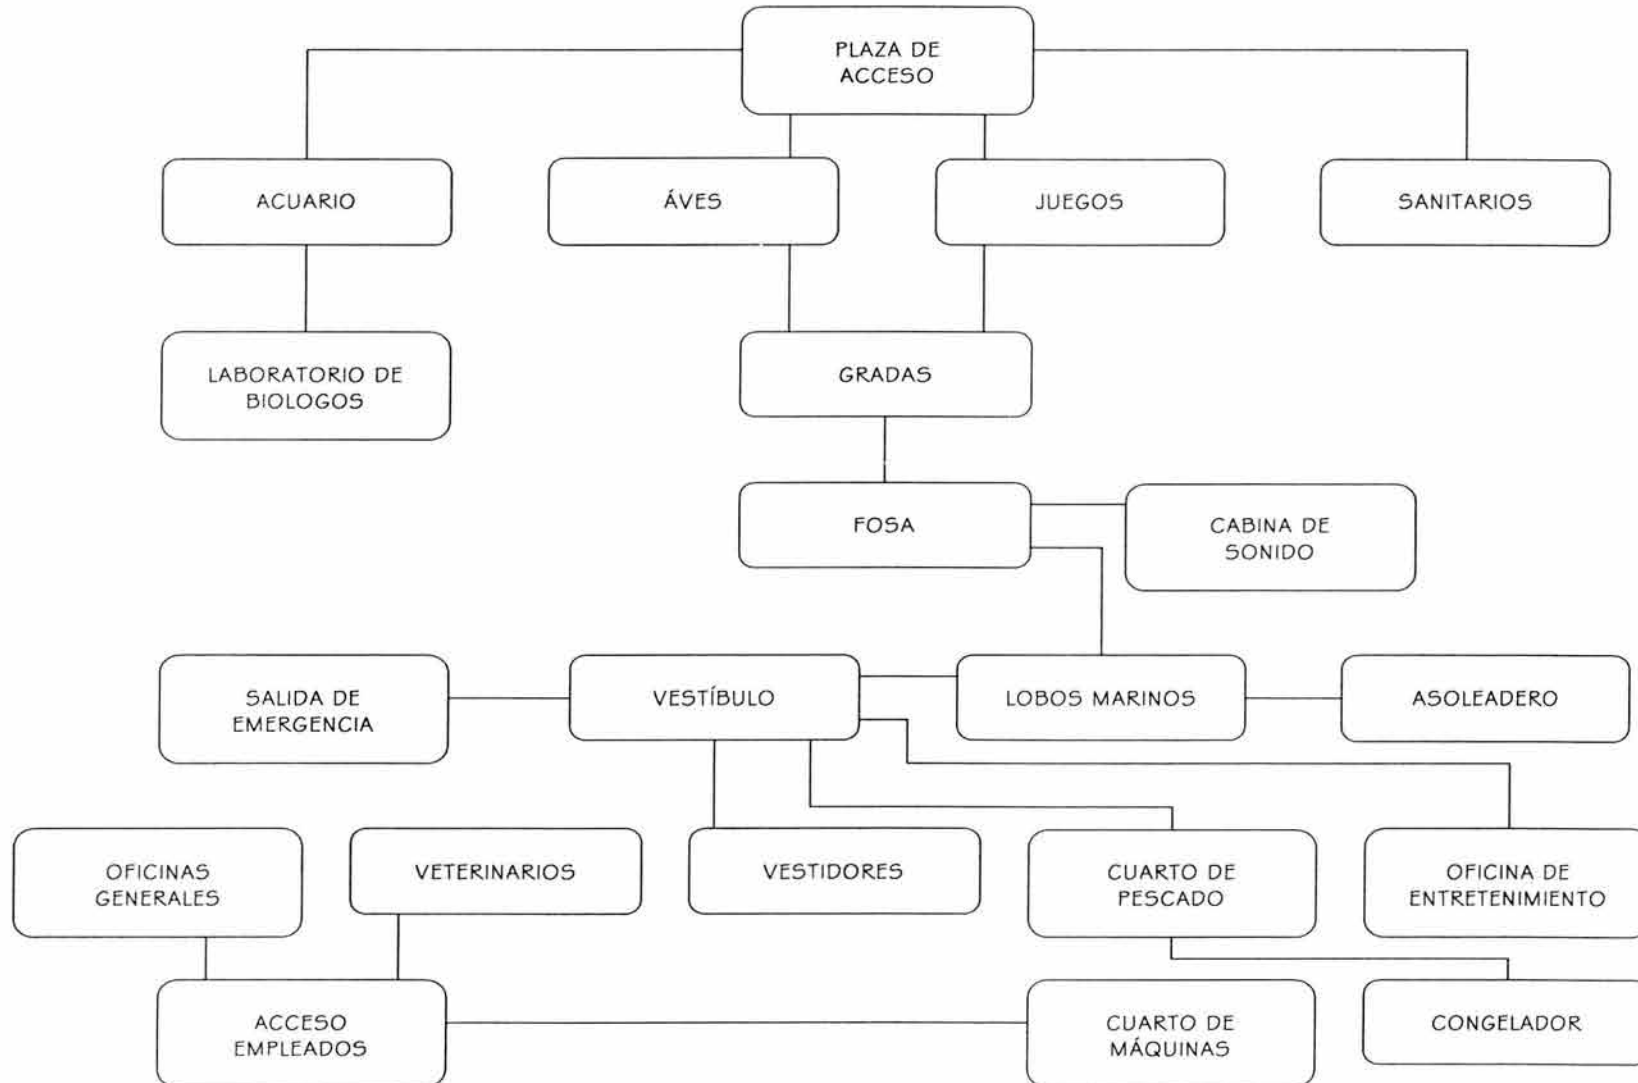 PLAZA DE
ACCESO
ACUARIO
ÁVES
JUEGOS
SANITARIOS
LABORATORIO DE
BIOLOGOS
GRADAS
FOSA
CABINA DE
SONIDO
SALIDA DE
EMERGENCIA
VESTÍBULO
LOBOS MARINOS
ASOLEADERO
OFICINAS
GENERALES
VETERINARIOS
VESTIDORES
CUARTO DE
PESCADO
OFICINA DE
ENTRETENIMIENTO
ACCESO
EMPLEADOS
CUARTO DE
MÁQUINAS
CONGELADOR